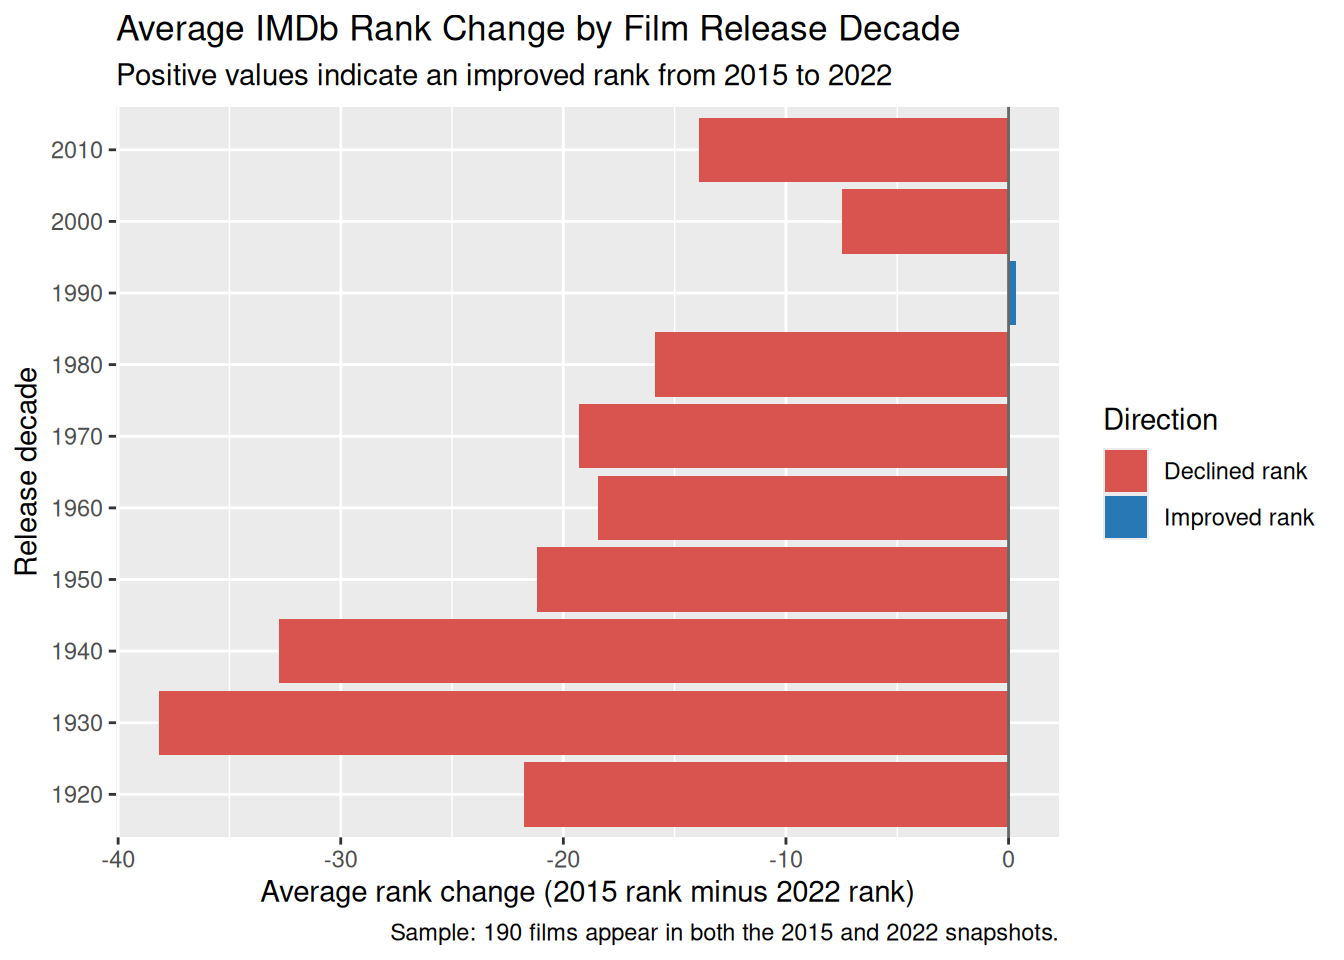 Average IMDb Rank Change by Film Release Decade
Positive values indicate an improved rank from 2015 to 2022
Release decade
2010
2000
1990
1980
1970
1960
1950
1940
1930
1920
-40 -30 -20 -10 0
Average rank change (2015 rank minus 2022 rank)
Sample: 190 films appear in both the 2015 and 2022 snapshots.
Direction
Declined rank
Improved rank